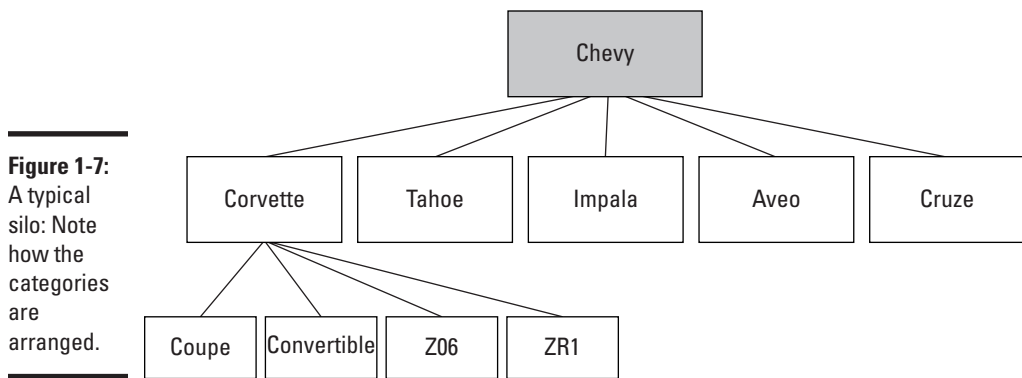 Chevy
Figure 1-7:
A typical
silo: Note
how the
categories
are
arranged.
Corvette Tahoe Impala Aveo Cruze
Coupe Convertible Z06 ZR1